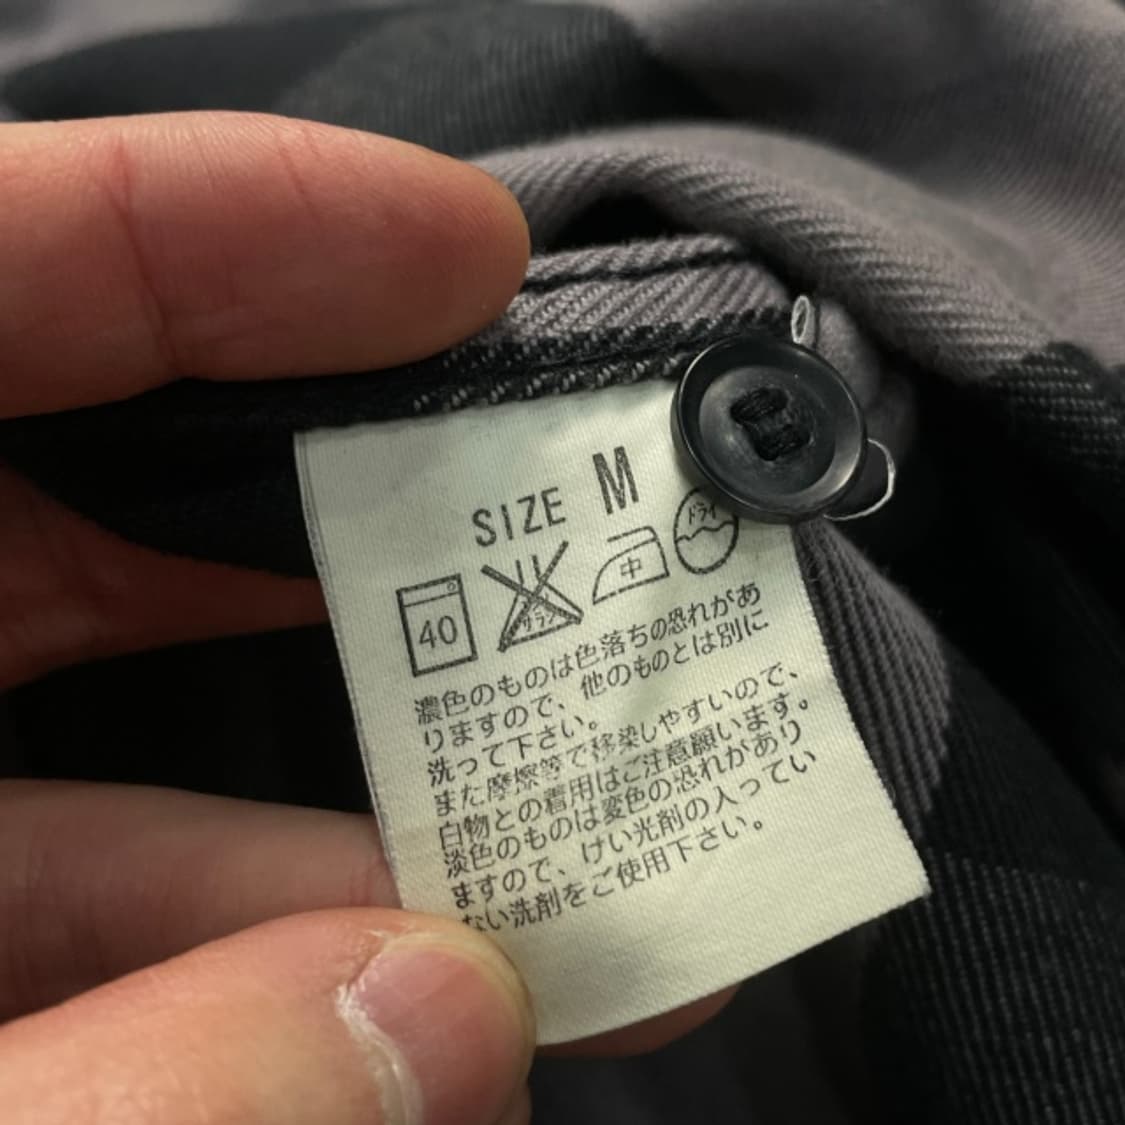 SIZE M
40 サラシ 中 ドライ
濃色のものは色落ちの恐れがあ
りますので、他のものとは別に
洗って下さい。
また摩擦等で移染しやすいので、
白物との着用はご注意願います。
淡色のものは変色の恐れがあり
ますので、けい光剤の入ってい
ない洗剤をご使用下さい。